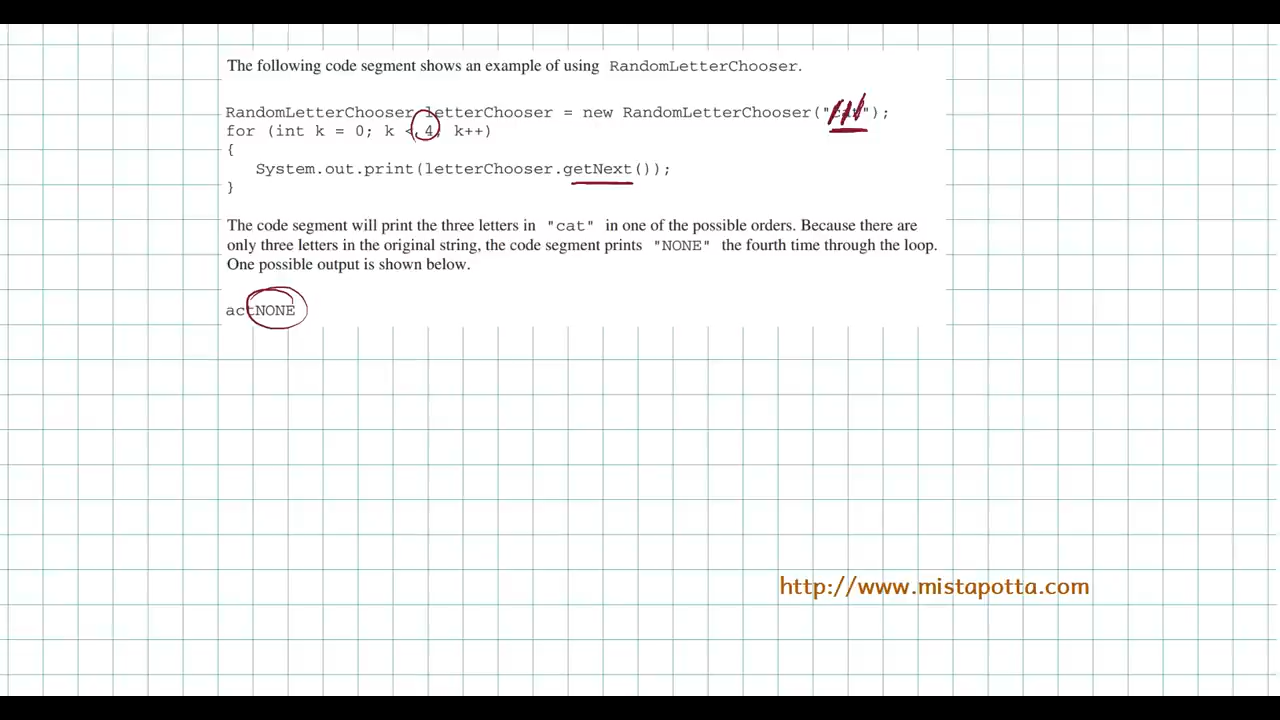 The following code segment shows an example of using RandomLetterChooser.
RandomLetterChooser letterChooser = new RandomLetterChooser("cat");
for (int k = 0; k < 4; k++)
{
System.out.print(letterChooser.getNext());
}
The code segment will print the three letters in "cat" in one of the possible orders. Because there are
only three letters in the original string, the code segment prints "NONE" the fourth time through the loop.
One possible output is shown below.
actNONE
http://www.mistapotta.com